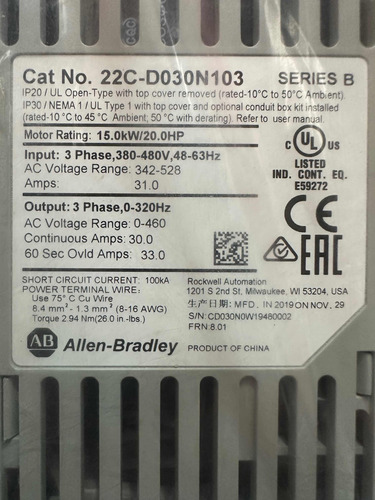 Cat No. 22C-D030N103 SERIES B
IP20 / UL Open-Type with top cover removed (rated-10°C to 50°C Ambient).
IP30 / NEMA 1 / UL Type 1 with top cover and optional conduit box kit installed
(rated-10°C to 45 °C Ambient; 50 °C with derating). Refer to user manual.
Motor Rating: 15.0kW/20.0HP
Input: 3 Phase,380-480V,48-63Hz
AC Voltage Range: 342-528
Amps: 31.0
C UL US
LISTED
IND. CONT. EQ.
E59272
Output: 3 Phase,0-320Hz
AC Voltage Range: 0-460
Continuous Amps: 30.0
60 Sec Ovld Amps: 33.0
CE
EAC
SHORT CIRCUIT CURRENT: 100kA
POWER TERMINAL WIRE:
Use 75° C Cu Wire
8.4 mm² - 1.3 mm² (8-16 AWG)
Torque 2.94 Nm(26.0 in.-lbs.)
Rockwell Automation
1201 S 2nd St, Milwaukee, WI 53204, USA
生产日期: MFD. IN 2019 ON NOV. 29
S/N: CD030N0W19480002
FRN 8.01
AB Allen-Bradley PRODUCT OF CHINA